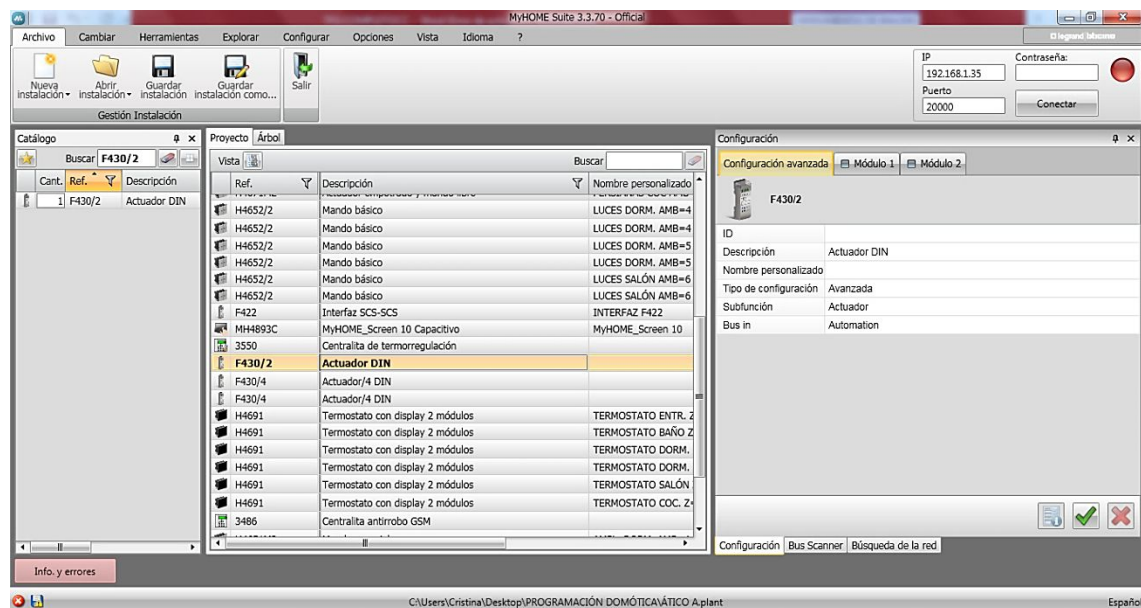 MyHOME Suite 3.3.70 - Official
Archivo Cambiar Herramientas Explorar Configurar Opciones Vista Idioma ?
Nueva instalación
Abrir instalación
Guardar instalación
Guardar instalación como...
Salir
Gestión Instalación
IP
192.168.1.35
Puerto
20000
Contraseña:
Conectar
Catálogo
Buscar F430/2
Cant. Ref. Descripción
1 F430/2 Actuador DIN
Proyecto Árbol
Vista Buscar
Ref. Descripción Nombre personalizado
H4652/2 Mando básico LUCES DORM. AMB=4
H4652/2 Mando básico LUCES DORM. AMB=4
H4652/2 Mando básico LUCES DORM. AMB=5
H4652/2 Mando básico LUCES DORM. AMB=5
H4652/2 Mando básico LUCES SALÓN AMB=6
H4652/2 Mando básico LUCES SALÓN AMB=6
F422 Interfaz SCS-SCS INTERFAZ F422
MH4893C MyHOME_Screen 10 Capacitivo MyHOME_Screen 10
3550 Centralita de termorregulación
F430/2 Actuador DIN
F430/4 Actuador/4 DIN
F430/4 Actuador/4 DIN
H4691 Termostato con display 2 módulos TERMOSTATO ENTR. Z
H4691 Termostato con display 2 módulos TERMOSTATO BAÑO Z
H4691 Termostato con display 2 módulos TERMOSTATO DORM.
H4691 Termostato con display 2 módulos TERMOSTATO DORM.
H4691 Termostato con display 2 módulos TERMOSTATO SALÓN
H4691 Termostato con display 2 módulos TERMOSTATO COC. Z=
3486 Centralita antirrobo GSM
Configuración
Configuración avanzada Módulo 1 Módulo 2
F430/2
ID
Descripción Actuador DIN
Nombre personalizado
Tipo de configuración Avanzada
Subfunción Actuador
Bus in Automation
Configuración Bus Scanner Búsqueda de la red
Info. y errores
C:\Users\Cristina\Desktop\PROGRAMACIÓN DOMÓTICA\ÁTICO A.plant
Españo